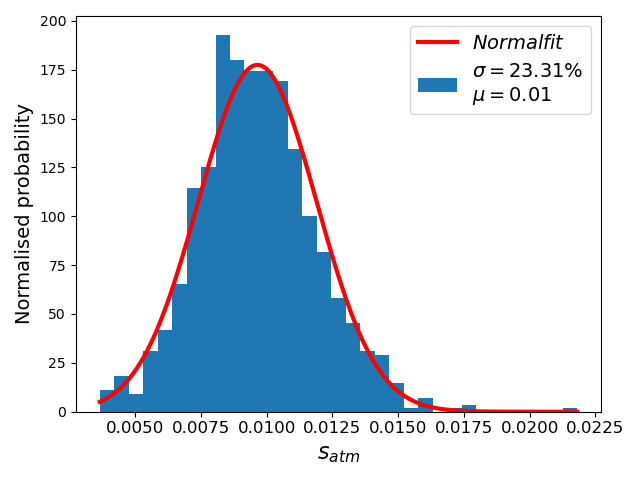 200
175
150
125
100
75
50
25
0
Normalised probability
Normalfit
σ = 23.31%
μ = 0.01
0.0050 0.0075 0.0100 0.0125 0.0150 0.0175 0.0200 0.0225
s_atm